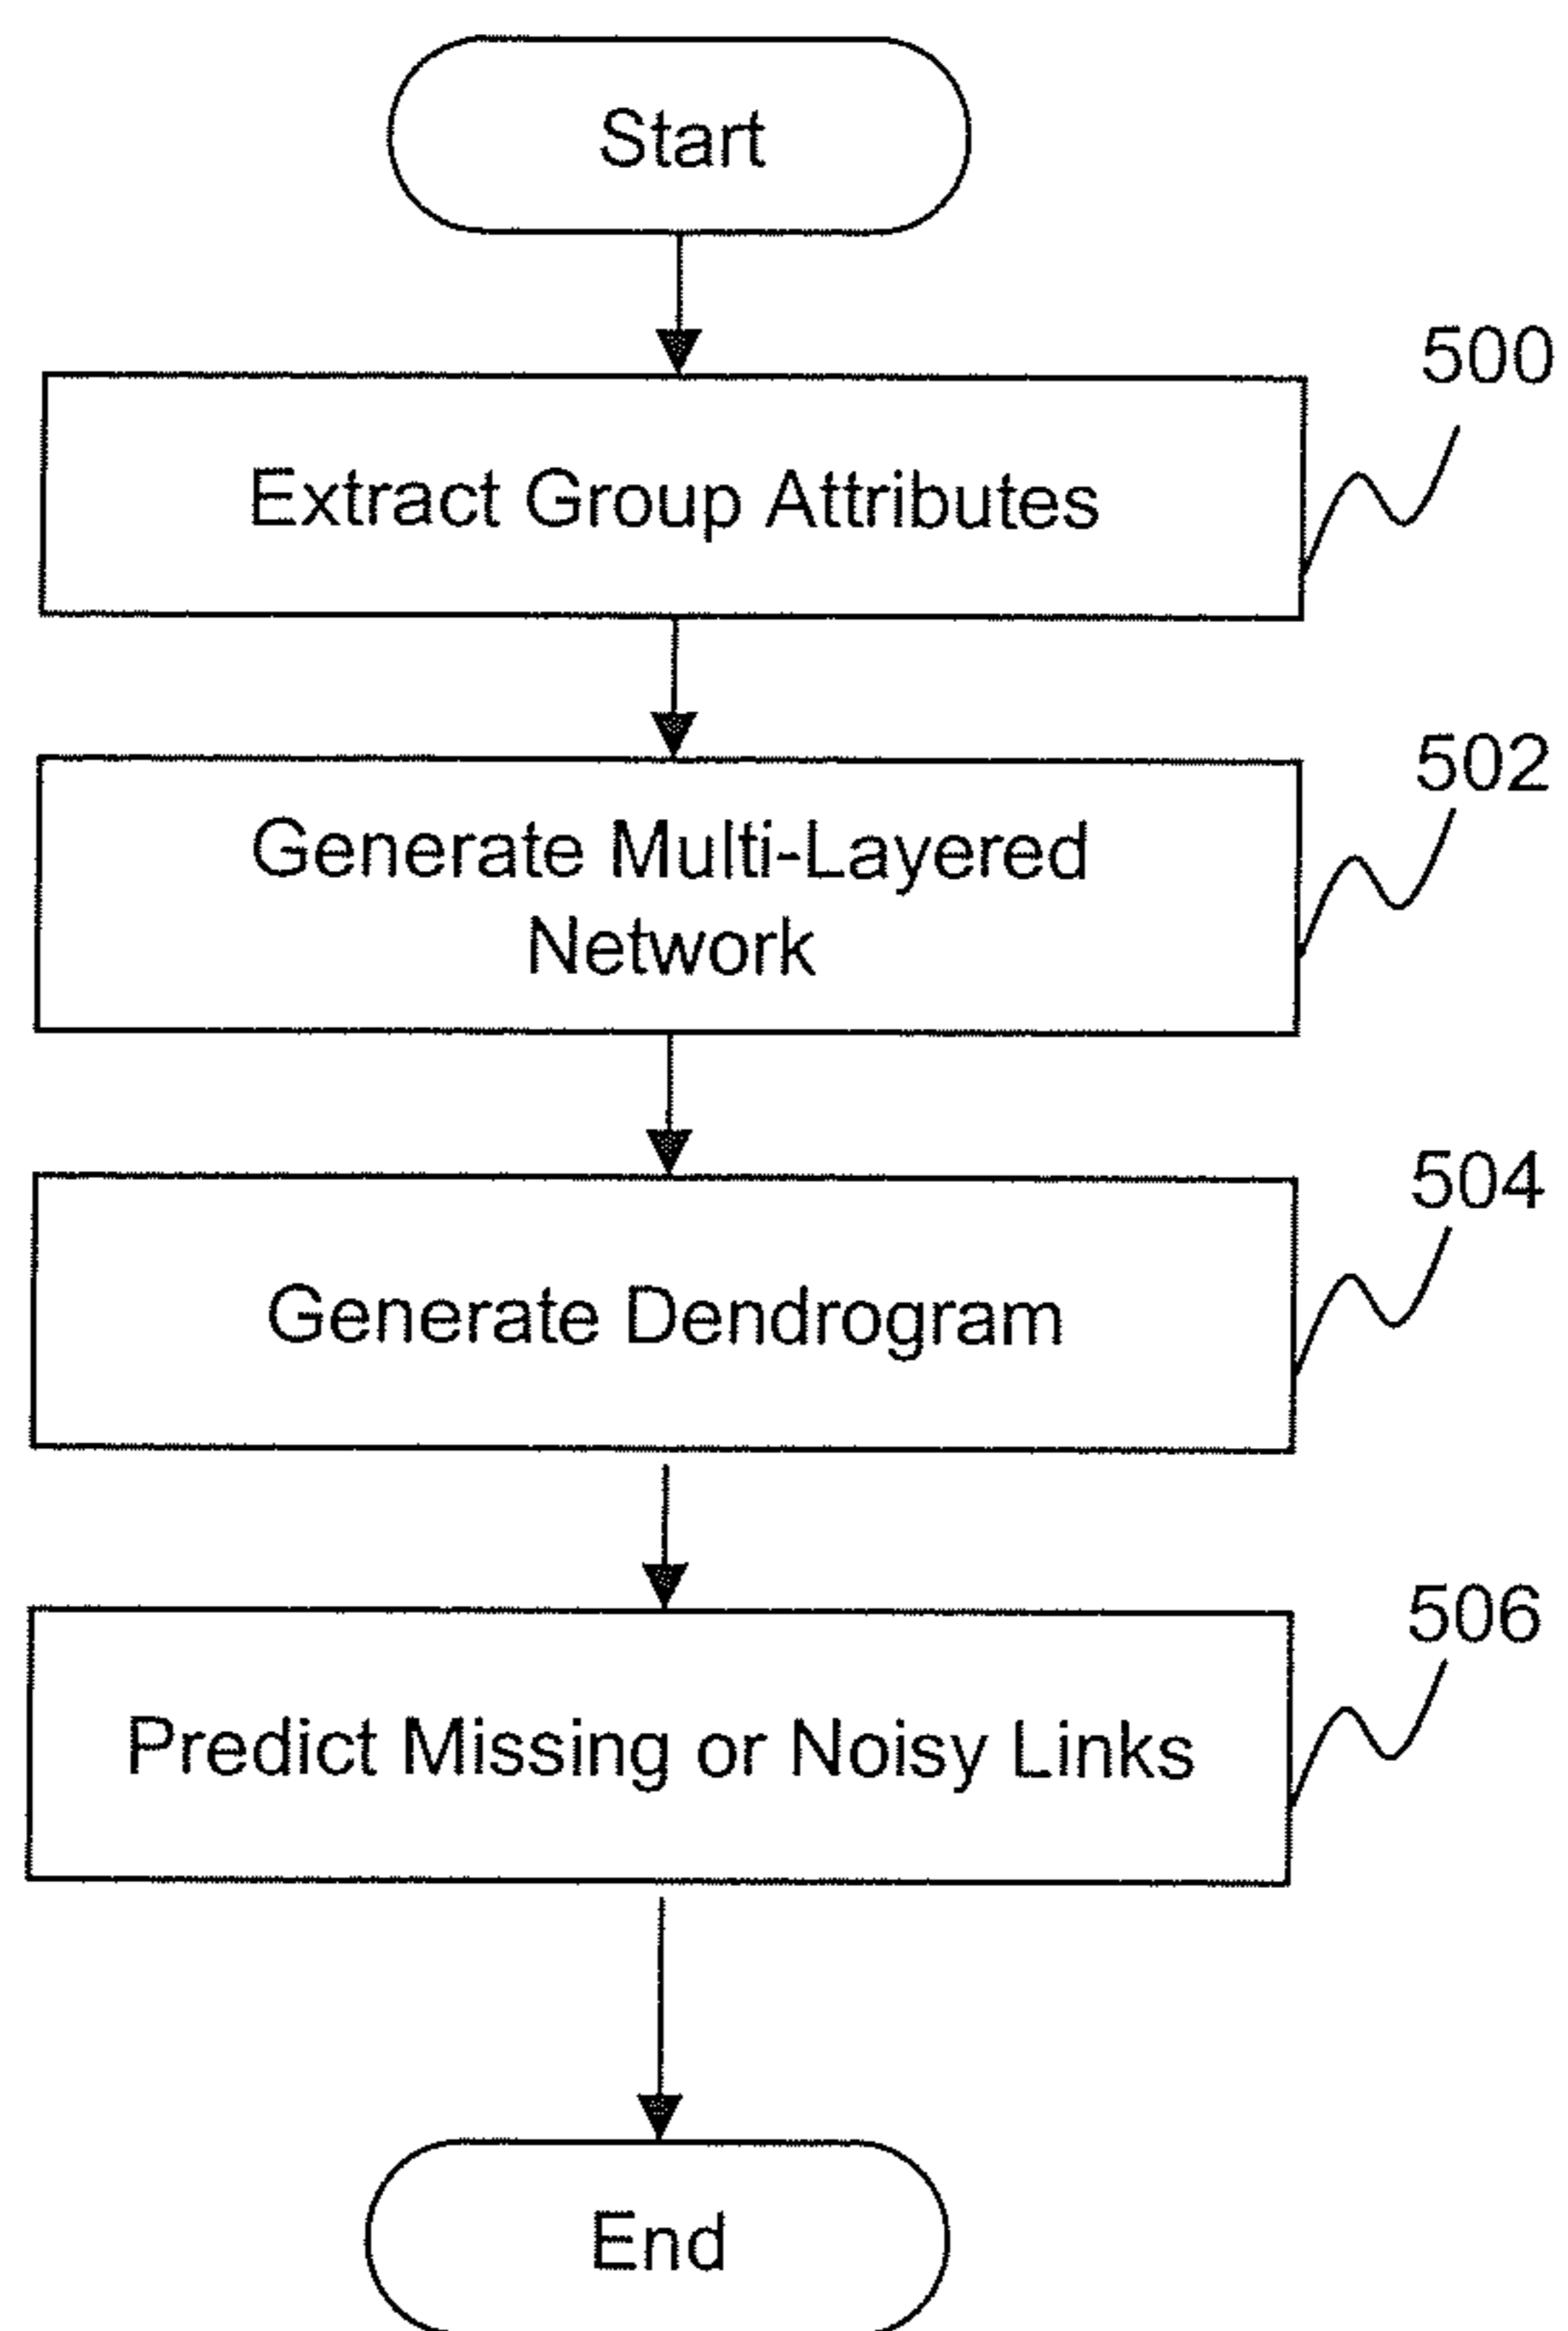 Start
500
Extract Group Attributes
502
Generate Multi-Layered
Network
504
Generate Dendrogram
506
Predict Missing or Noisy Links
End